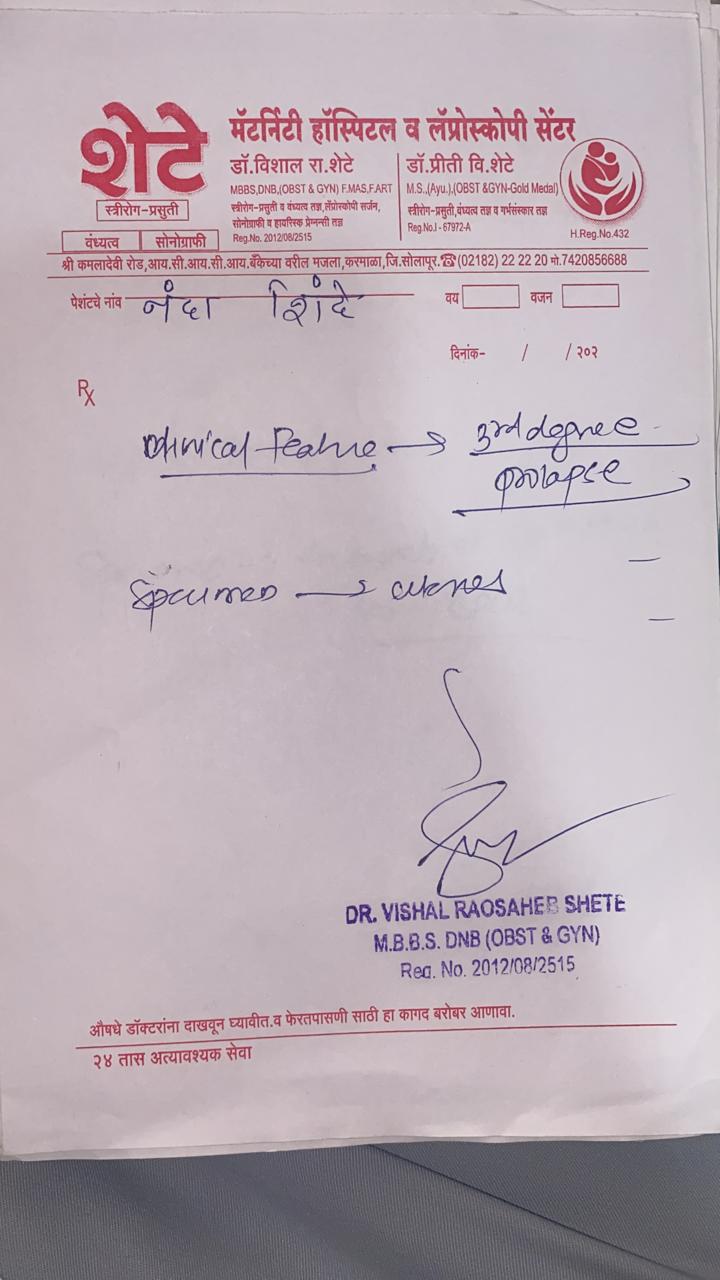 शेटे
मॅटर्निटी हॉस्पिटल व लॅप्रोस्कोपी सेंटर
स्त्रीरोग-प्रसुती
वंध्यत्व सोनोग्राफी
डॉ.विशाल रा.शेटे
MBBS,DNB,(OBST & GYN) F.MAS,F.ART
स्त्रीरोग-प्रसुती व वंध्यत्व तज्ञ,लॅप्रोस्कोपी सर्जन,
सोनोग्राफी व हायरिस्क प्रेग्नन्सी तज्ञ
Reg.No. 2012/08/2515
डॉ.प्रीती वि.शेटे
M.S.,(Ayu.),(OBST &GYN-Gold Medal)
स्त्रीरोग-प्रसुती,वंध्यत्व तज्ञ व गर्भसंस्कार तज्ञ
Reg.No.I - 67972-A
H.Reg.No.432
श्री कमलादेवी रोड,आय.सी.आय.सी.आय.बँकेच्या वरील मजला,करमाळा,जि.सोलापूर.☎(02182) 22 22 20 मो.7420856688
पेशंटचे नांव नंदा शिंदे वय वजन
दिनांक- / / २०२
Rx
clinical feature → 3rd degree
prolapse
Specimen →
DR. VISHAL RAOSAHEB SHETE
M.B.B.S. DNB (OBST & GYN)
Reg. No. 2012/08/2515
औषधे डॉक्टरांना दाखवून घ्यावीत.व फेरतपासणी साठी हा कागद बरोबर आणावा.
२४ तास अत्यावश्यक सेवा